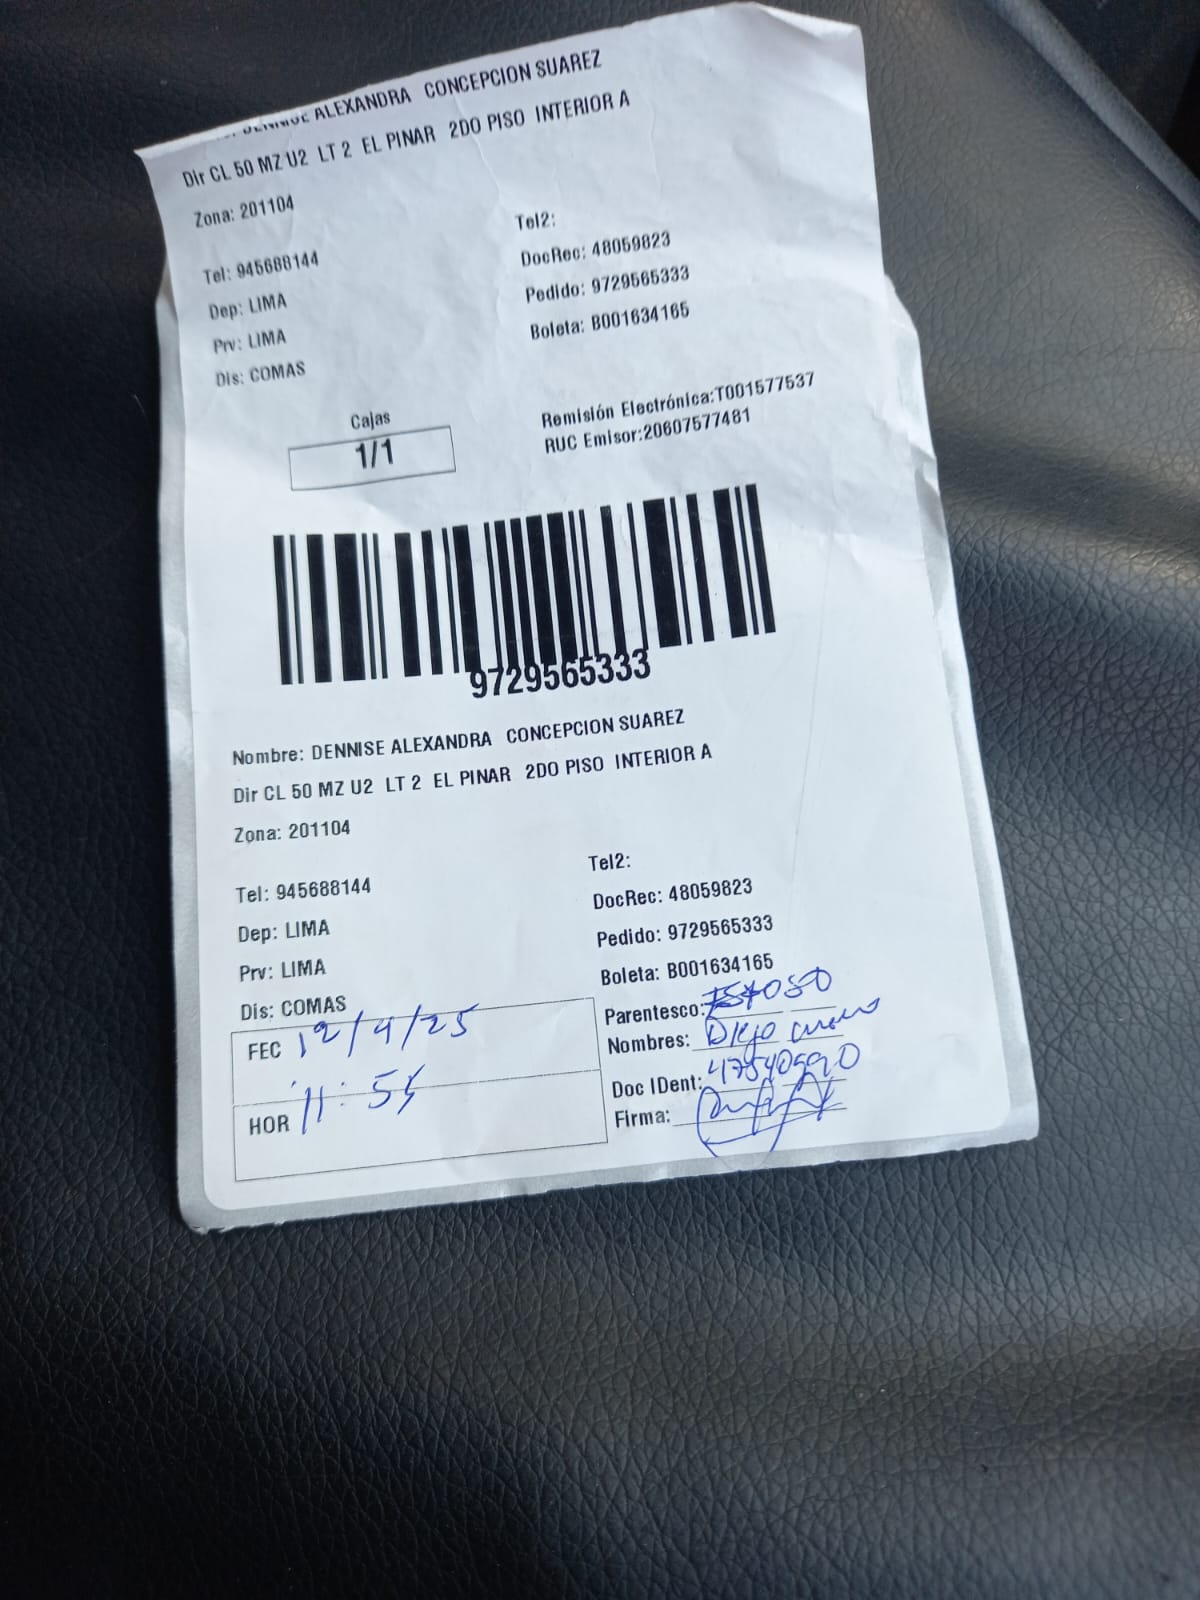 DENNISE ALEXANDRA CONCEPCION SUAREZ
Dir CL 50 MZ U2 LT 2 EL PINAR 2DO PISO INTERIOR A
Zona: 201104
Tel2:
Tel: 945688144
DocRec: 48059823
Dep: LIMA
Pedido: 9729565333
Prv: LIMA
Boleta: B001634165
Dis: COMAS
Cajas
1/1
Remisión Electrónica:T001577537
RUC Emisor:20607577481
9729565333
Nombre: DENNISE ALEXANDRA CONCEPCION SUAREZ
Dir CL 50 MZ U2 LT 2 EL PINAR 2DO PISO INTERIOR A
Zona: 201104
Tel2:
Tel: 945688144
DocRec: 48059823
Dep: LIMA
Pedido: 9729565333
Prv: LIMA
Boleta: B001634165
Dis: COMAS
Parentesco:
FEC 12/4/25
Nombres: Diego
Doc IDent: 47540990
HOR 11:54
Firma: